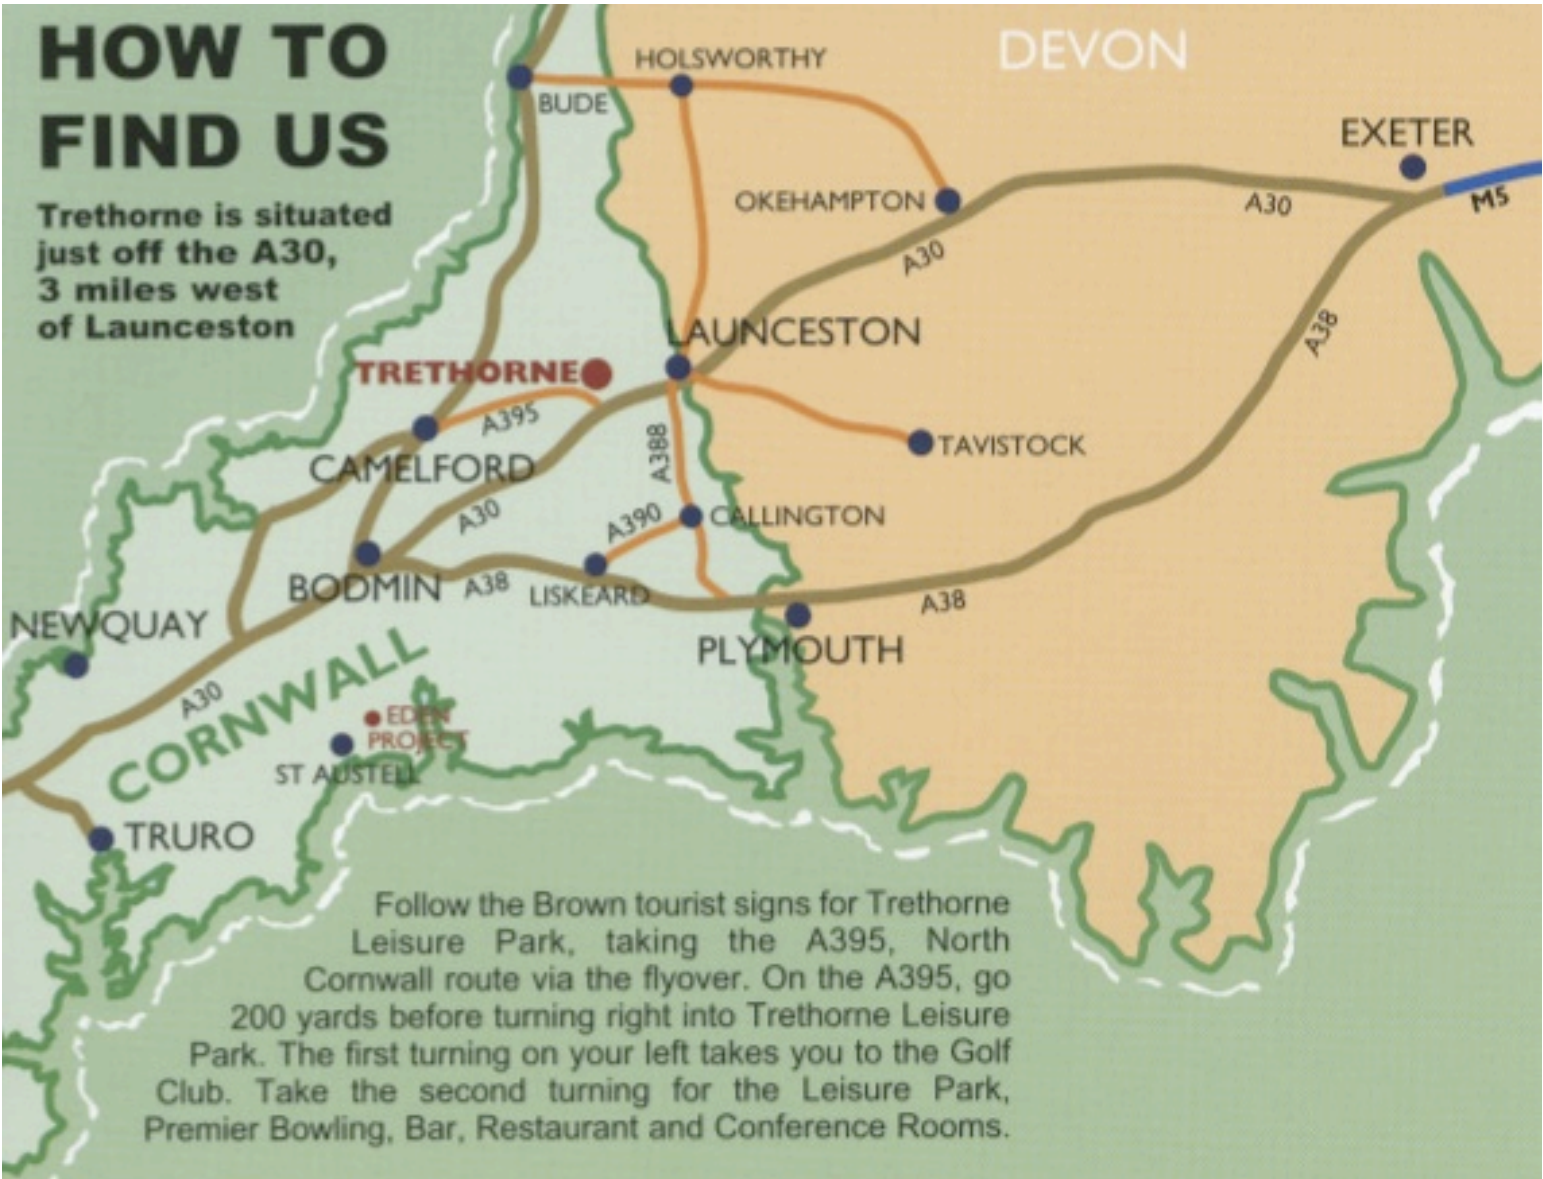 HOW TO
FIND US
Trethorne is situated
just off the A30,
3 miles west
of Launceston
DEVON
HOLSWORTHY
BUDE
EXETER
OKEHAMPTON
A30
M5
A30
A38
LAUNCESTON
TRETHORNE
A395
TAVISTOCK
A388
CAMELFORD
A30
A390
CALLINGTON
BODMIN
A38
LISKEARD
A38
NEWQUAY
PLYMOUTH
CORNWALL
A30
EDEN
PROJECT
ST AUSTELL
TRURO
Follow the Brown tourist signs for Trethorne
Leisure Park, taking the A395, North
Cornwall route via the flyover. On the A395, go
200 yards before turning right into Trethorne Leisure
Park. The first turning on your left takes you to the Golf
Club. Take the second turning for the Leisure Park,
Premier Bowling, Bar, Restaurant and Conference Rooms.